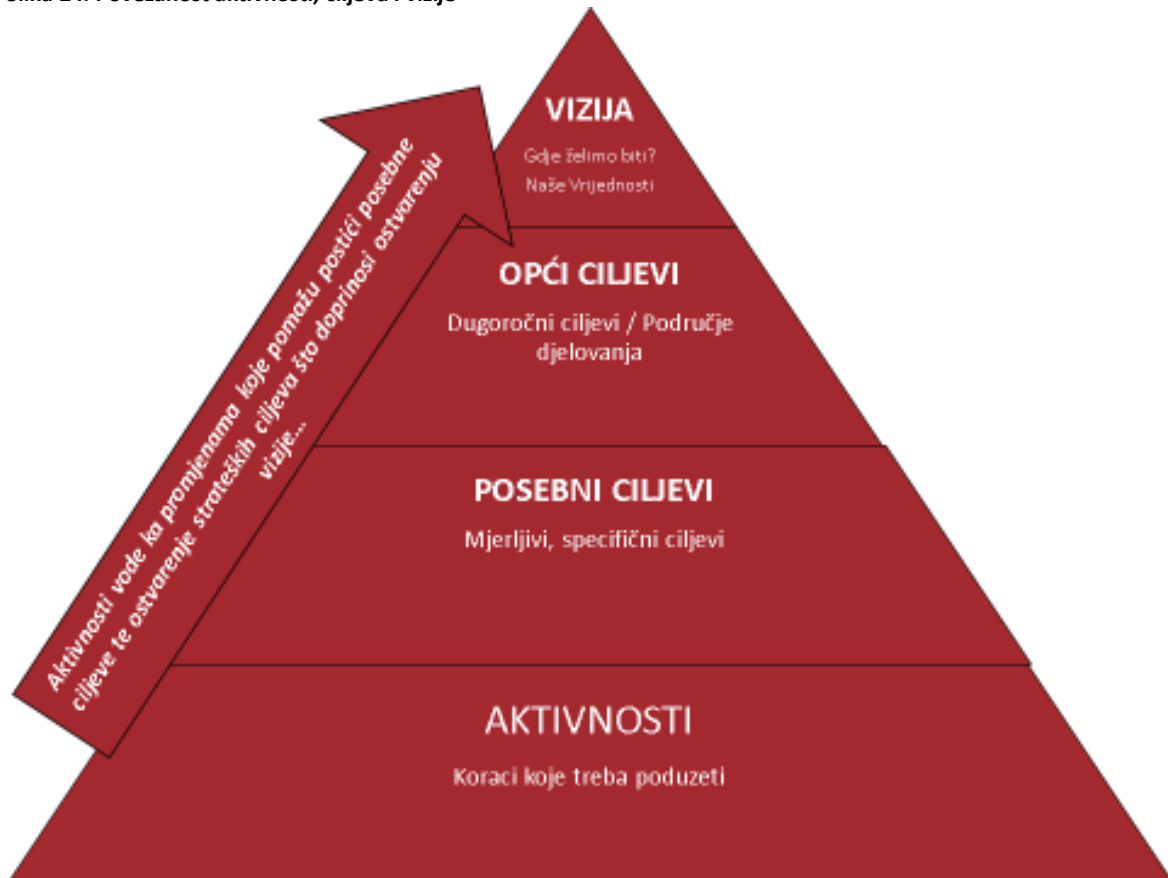 VIZIJA
Gdje želimo biti?
Naše Vrijednosti
OPĆI CILJEVI
Dugoročni ciljevi / Područje
djelovanja
POSEBNI CILJEVI
Mjerljivi, specifični ciljevi
AKTIVNOSTI
Koraci koje treba poduzeti
Aktivnosti vode ka promjenama koje pomažu postići posebne
ciljeve te ostvarenje strateških ciljeva što doprinosi ostvarenju
vizije...